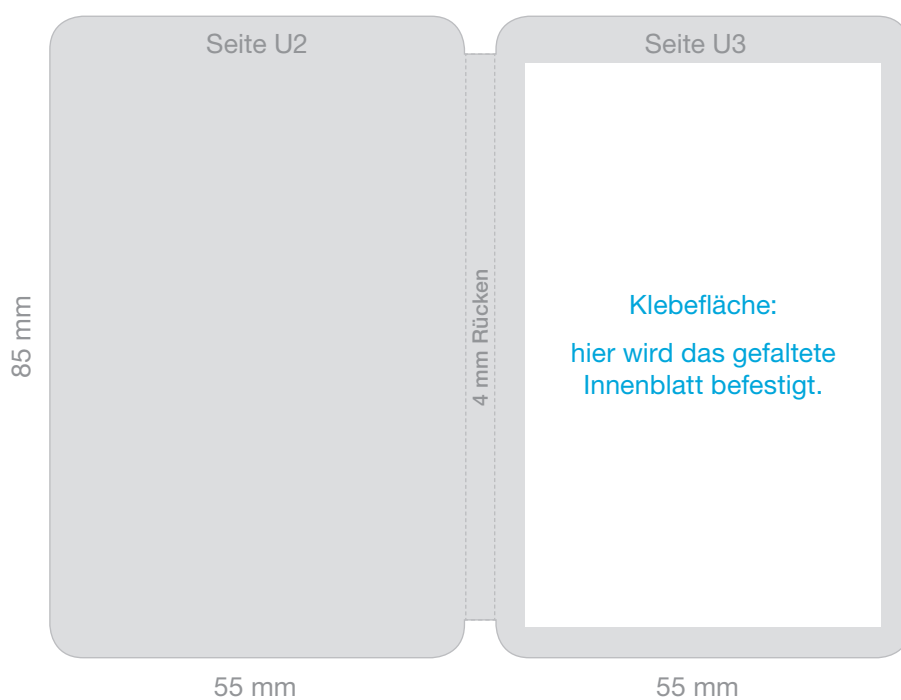 Seite U2
Seite U3
85 mm
4 mm Rücken
Klebefläche:
hier wird das gefaltete
Innenblatt befestigt.
55 mm
55 mm